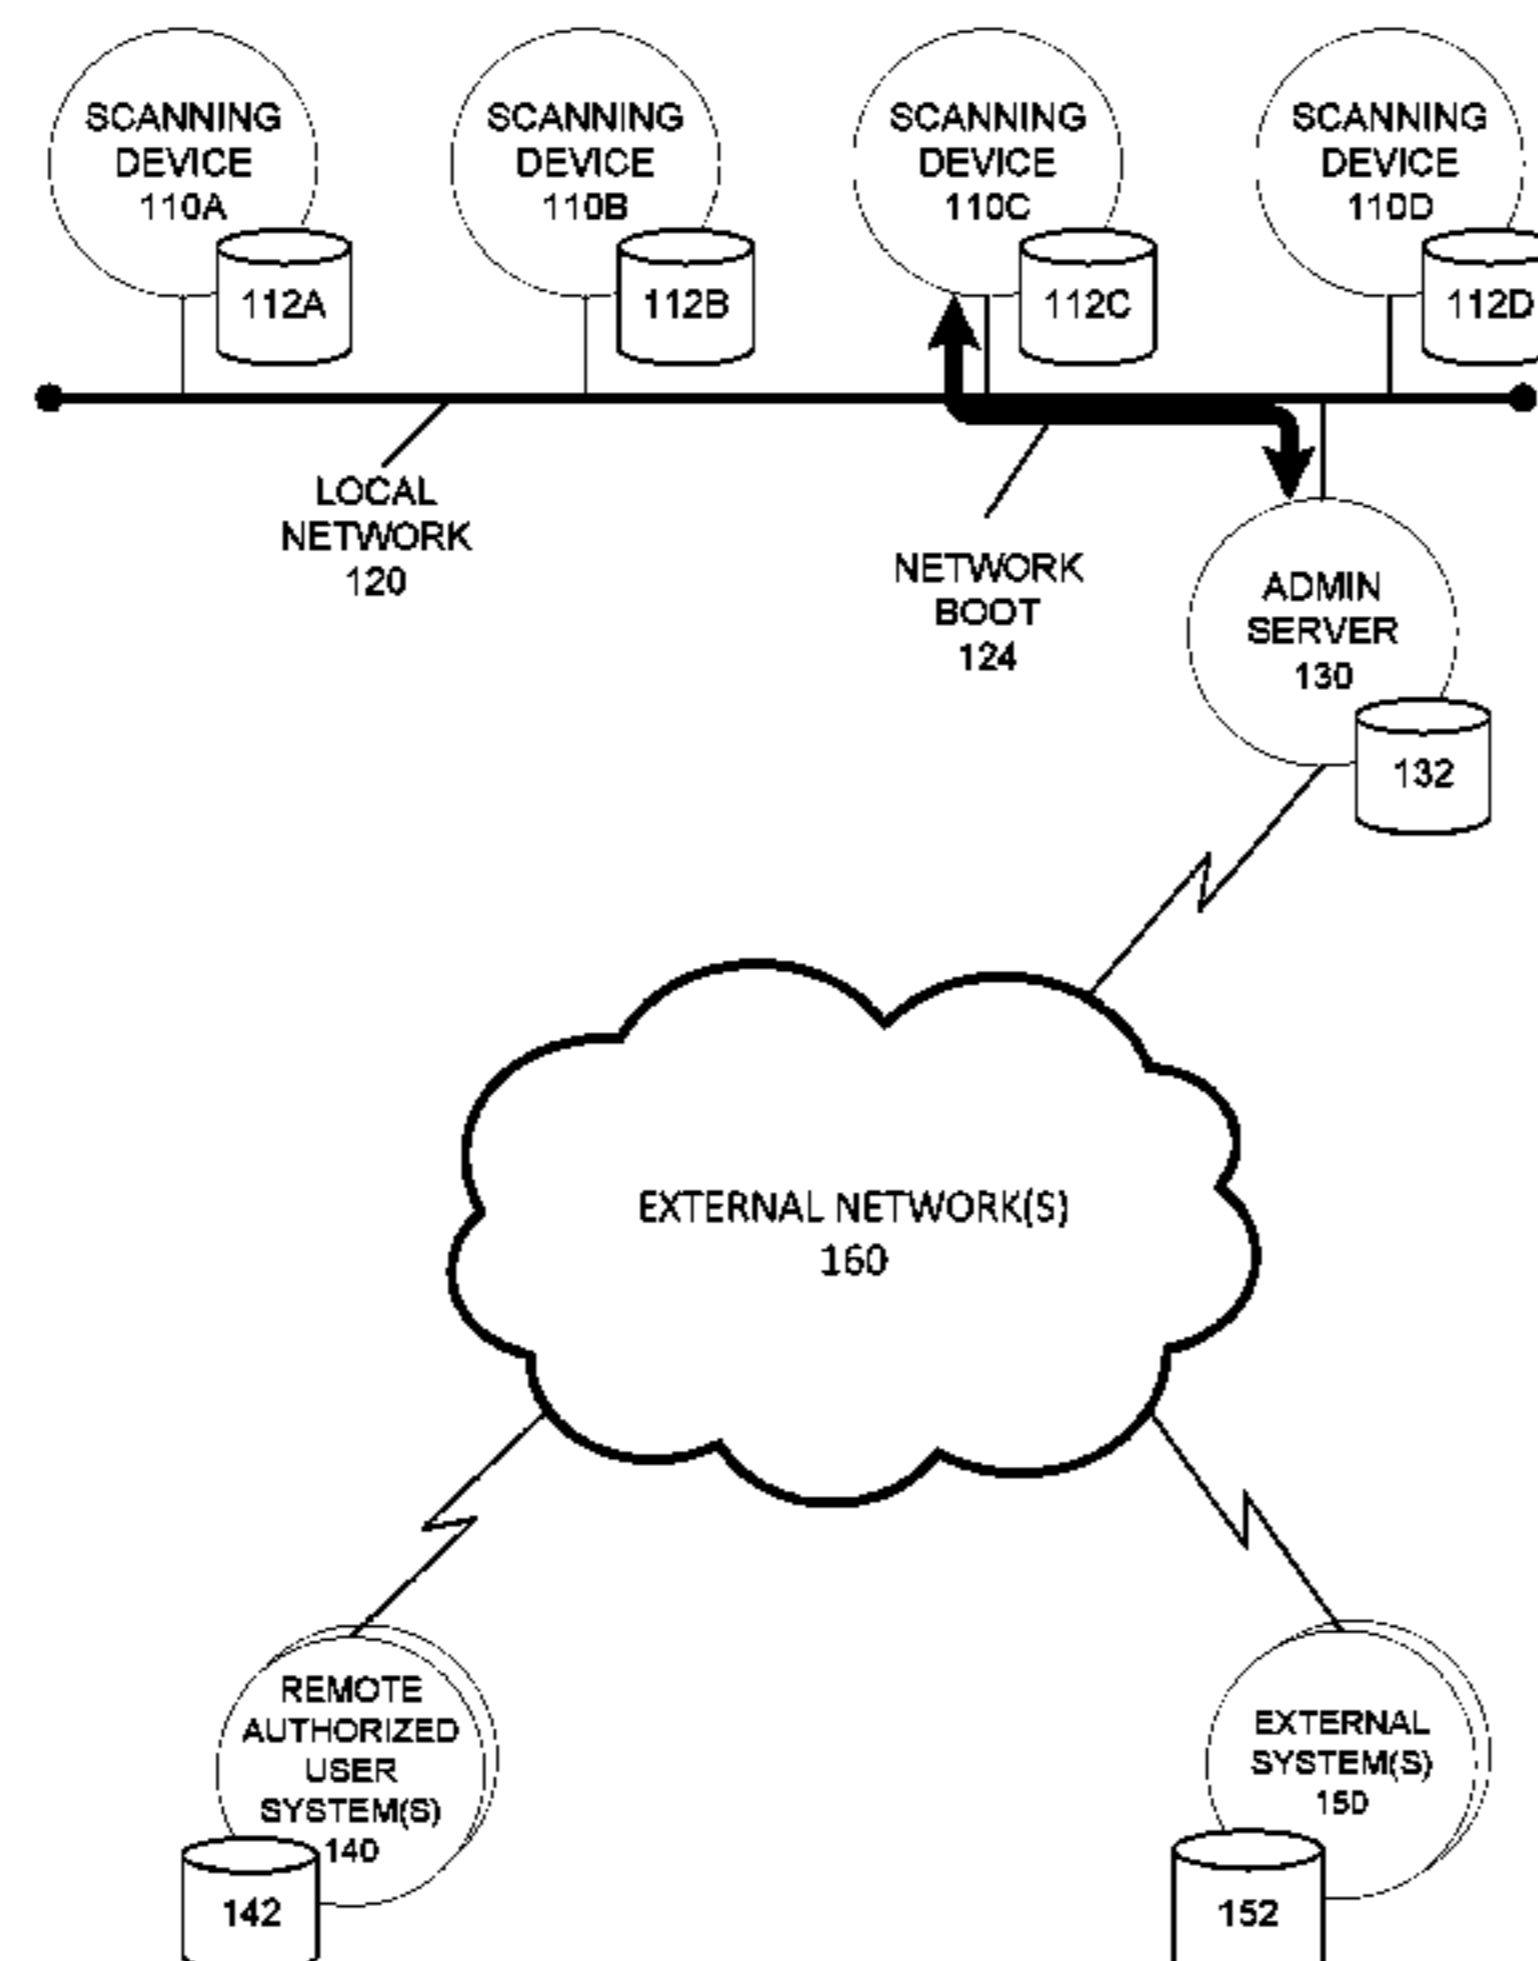 SCANNING
DEVICE
110A
112A
SCANNING
DEVICE
110B
112B
SCANNING
DEVICE
110C
112C
SCANNING
DEVICE
110D
112D
LOCAL
NETWORK
120
NETWORK
BOOT
124
ADMIN
SERVER
130
132
EXTERNAL NETWORK(S)
160
REMOTE
AUTHORIZED
USER
SYSTEM(S)
140
142
EXTERNAL
SYSTEM(S)
150
152